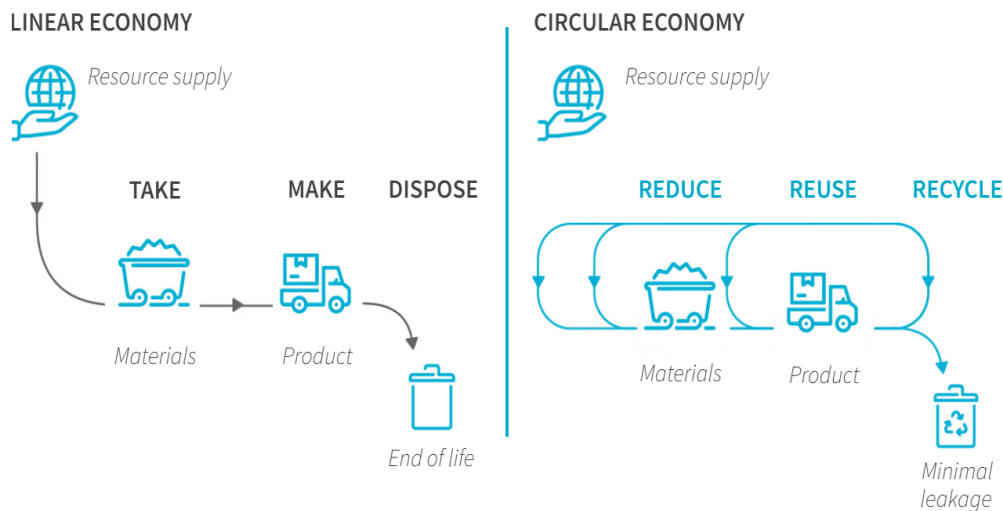 LINEAR ECONOMY
Resource supply
TAKE
MAKE
DISPOSE
Materials
Product
End of life
CIRCULAR ECONOMY
Resource supply
REDUCE
REUSE
RECYCLE
Materials
Product
Minimal
leakage